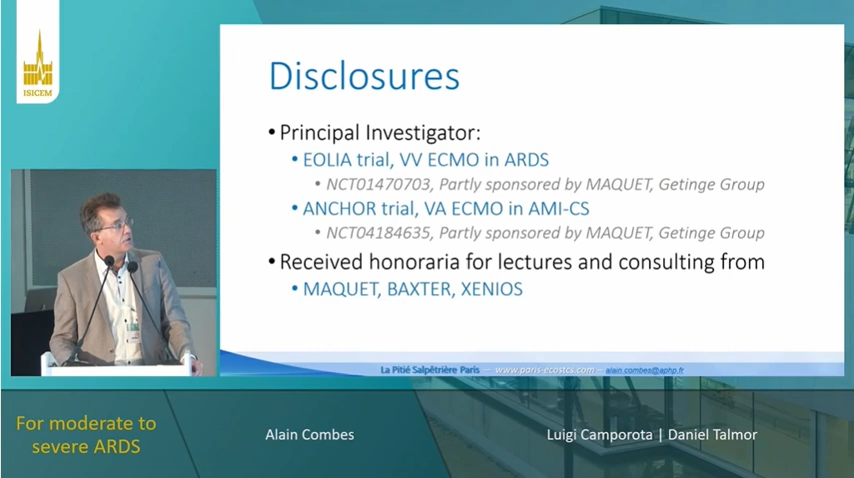 ISICEM
Disclosures
• Principal Investigator:
• EOLIA trial, VV ECMO in ARDS
• NCT01470703, Partly sponsored by MAQUET, Getinge Group
• ANCHOR trial, VA ECMO in AMI-CS
• NCT04184635, Partly sponsored by MAQUET, Getinge Group
• Received honoraria for lectures and consulting from
• MAQUET, BAXTER, XENIOS
La Pitié Salpêtrière Paris — www.paris-ecostcs.com – alain.combes@aphp.fr
For moderate to
severe ARDS
Alain Combes
Luigi Camporota | Daniel Talmor